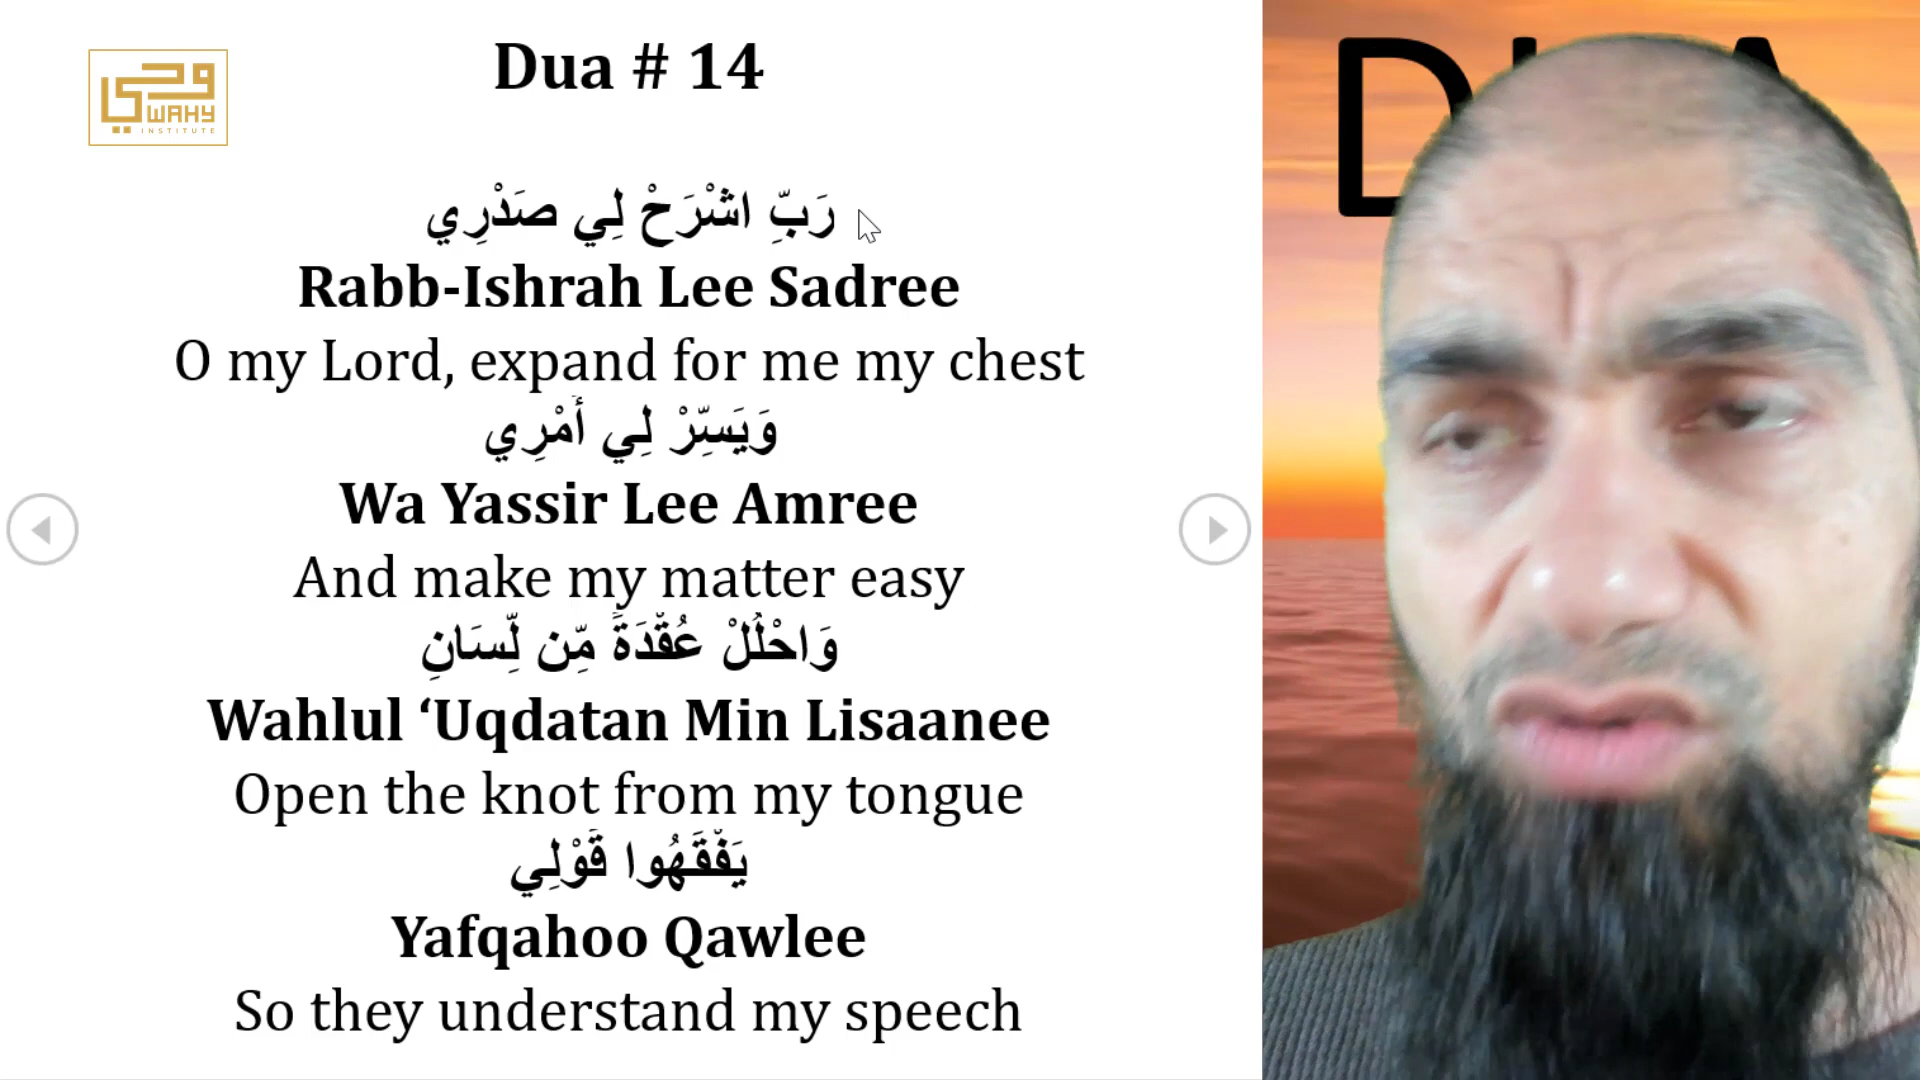 Dua # 14
وحي
WAHY
INSTITUTE
رَبِّ اشْرَحْ لِي صَدْرِي
Rabb-Ishrah Lee Sadree
O my Lord, expand for me my chest
وَيَسِّرْ لِي أَمْرِي
Wa Yassir Lee Amree
And make my matter easy
وَاحْلُلْ عُقْدَةً مِّن لِّسَانِ
Wahlul ‘Uqdatan Min Lisaanee
Open the knot from my tongue
يَفْقَهُوا قَوْلِي
Yafqahoo Qawlee
So they understand my speech